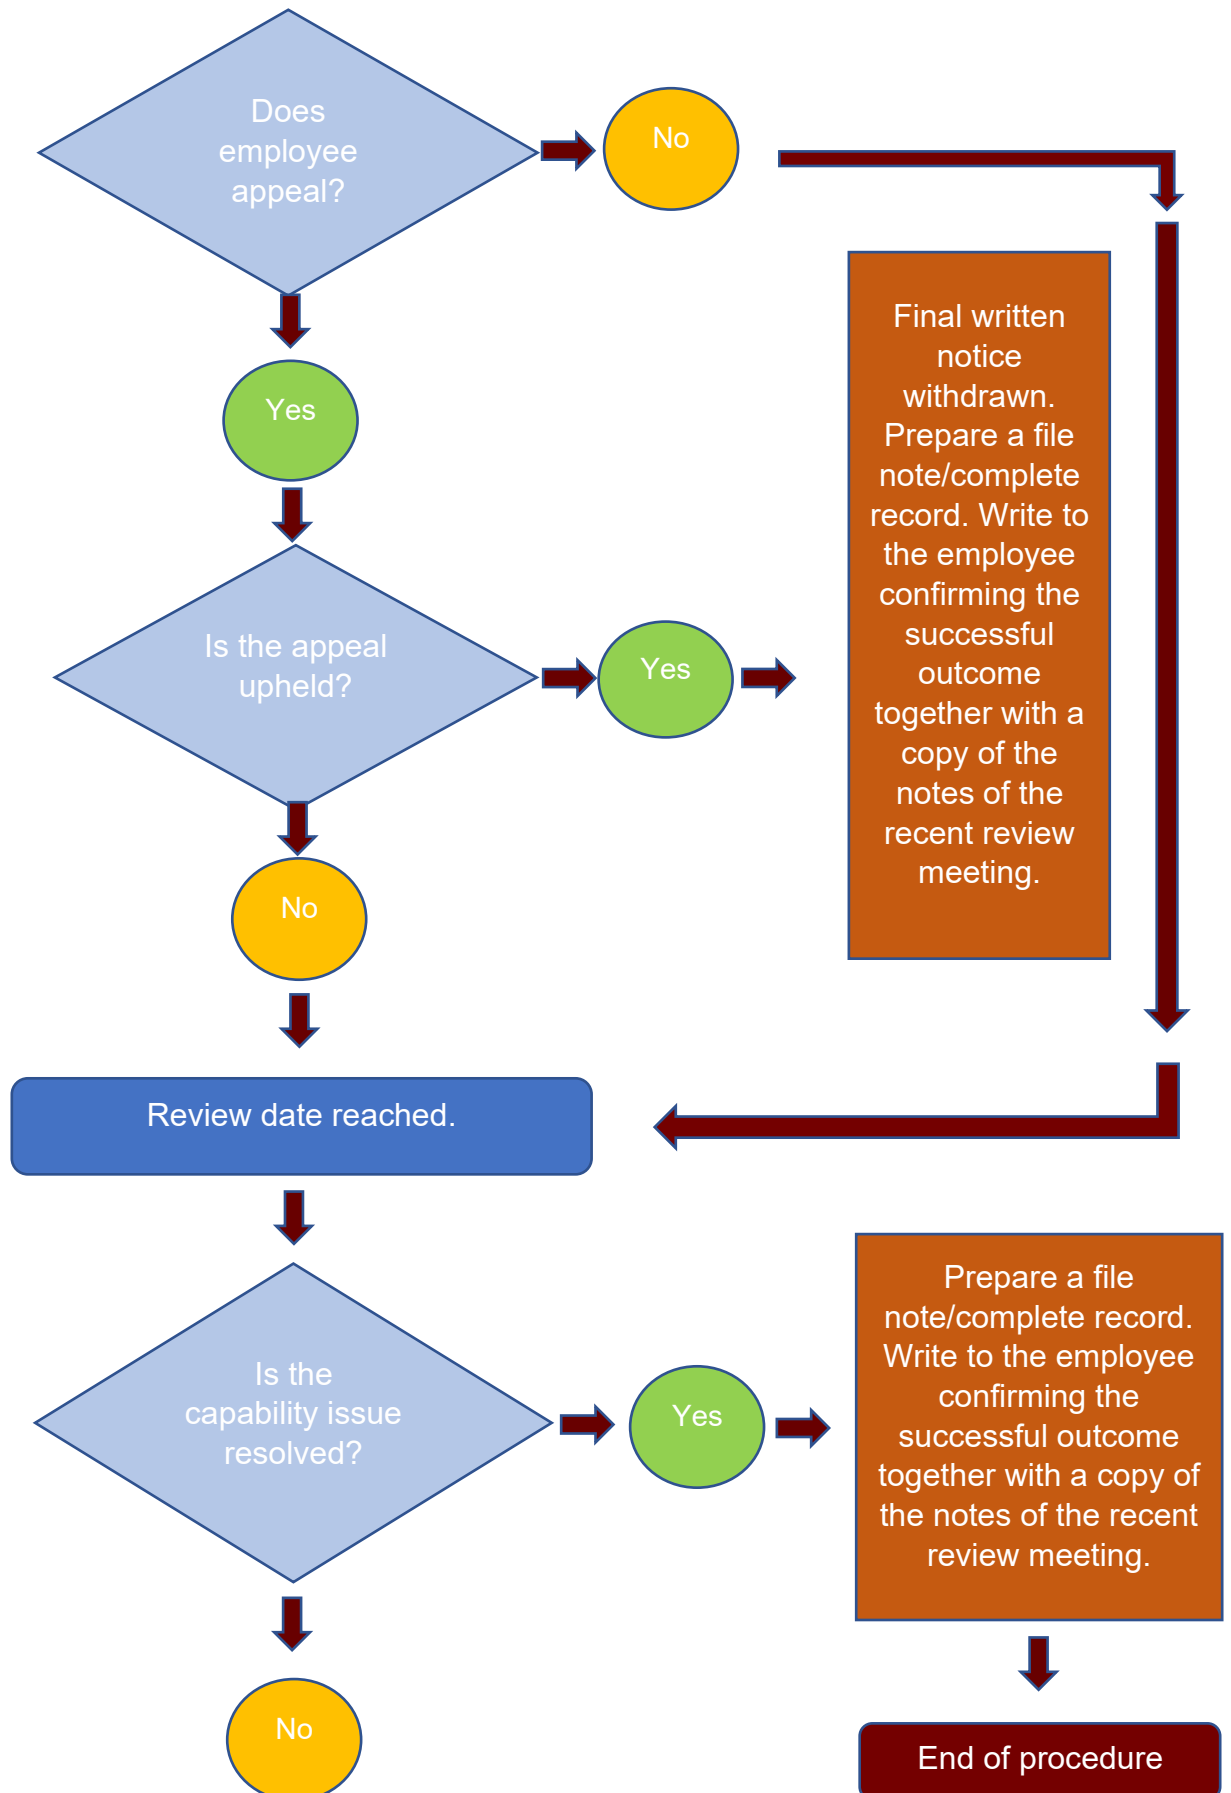 Does
employee
appeal?
No
Yes
Final written
notice
withdrawn.
Prepare a file
note/complete
record. Write to
the employee
confirming the
successful
outcome
together with a
copy of the
notes of the
recent review
meeting.
Is the appeal
upheld?
Yes
No
Review date reached.
Is the
capability issue
resolved?
Yes
Prepare a file
note/complete record.
Write to the employee
confirming the
successful outcome
together with a copy of
the notes of the recent
review meeting.
No
End of procedure